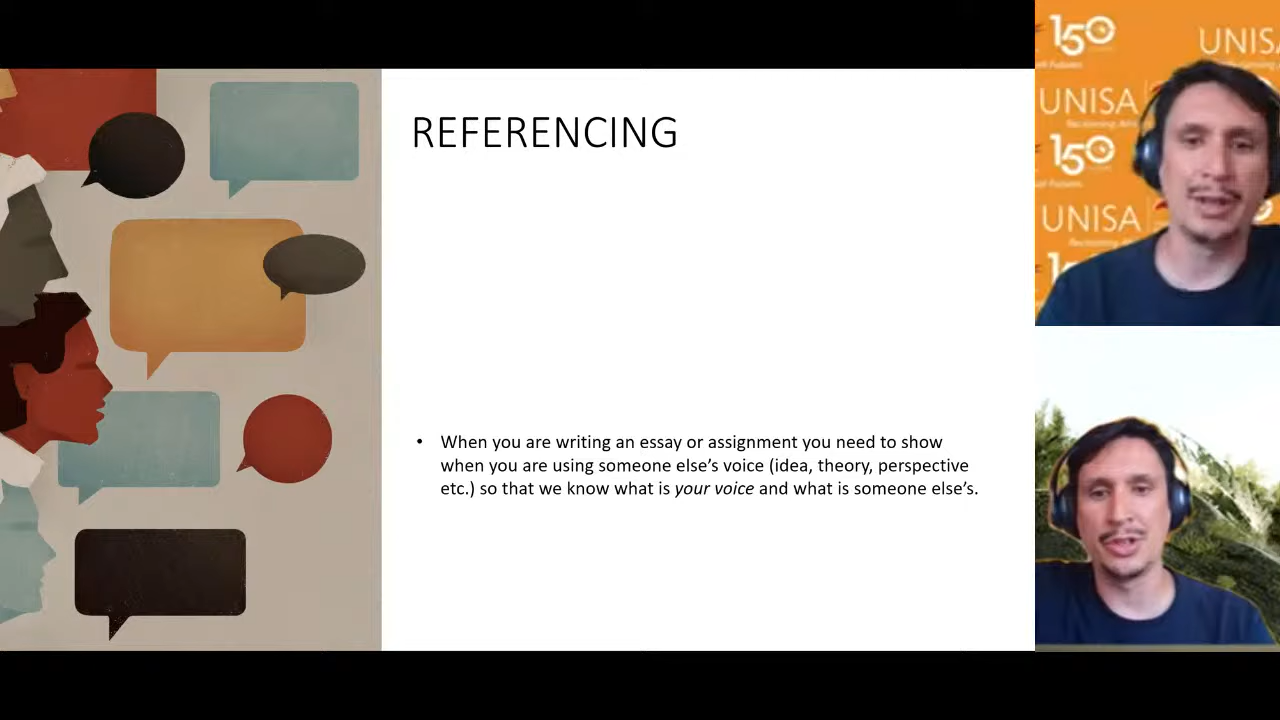 REFERENCING
• When you are writing an essay or assignment you need to show
when you are using someone else’s voice (idea, theory, perspective
etc.) so that we know what is your voice and what is someone else’s.
150
UNISA
UNISA
150
UNISA